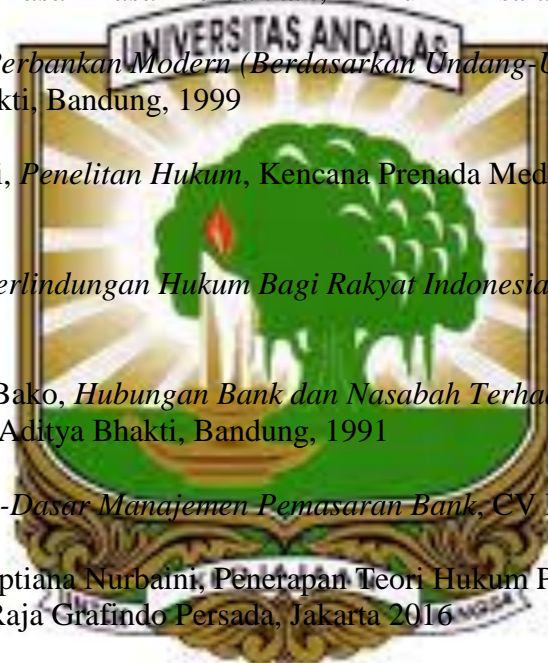 UNIVERSITAS ANDALAS
Perbankan Modern (Berdasarkan Undang-U
kti, Bandung, 1999
i, Penelitan Hukum, Kencana Prenada Med
erlindungan Hukum Bagi Rakyat Indonesia
Bako, Hubungan Bank dan Nasabah Terhad
Aditya Bhakti, Bandung, 1991
-Dasar Manajemen Pemasaran Bank, CV
ptiana Nurbaini, Penerapan Teori Hukum P
Raja Grafindo Persada, Jakarta 2016